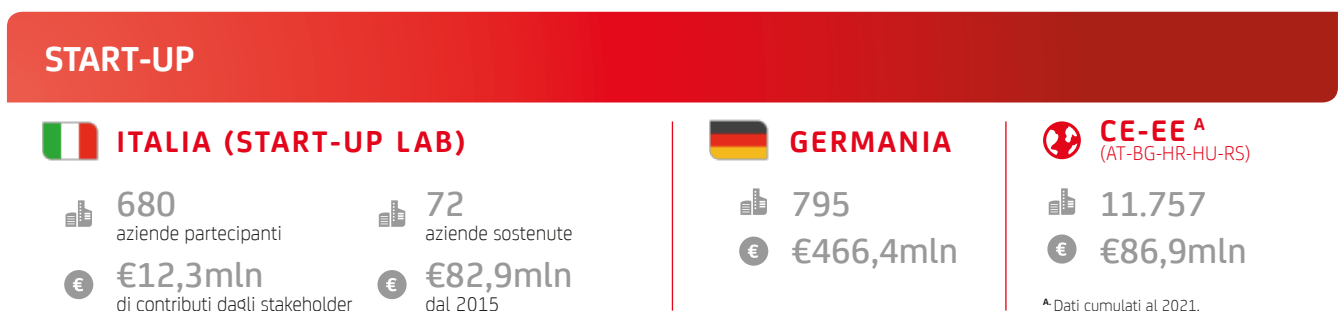 START-UP
ITALIA (START-UP LAB)
680
aziende partecipanti
72
aziende sostenute
€12,3mln
di contributi dagli stakeholder
€82,9mln
dal 2015
GERMANIA
795
€466,4mln
CE-EE A
(AT-BG-HR-HU-RS)
11.757
€86,9mln
A. Dati cumulati al 2021.